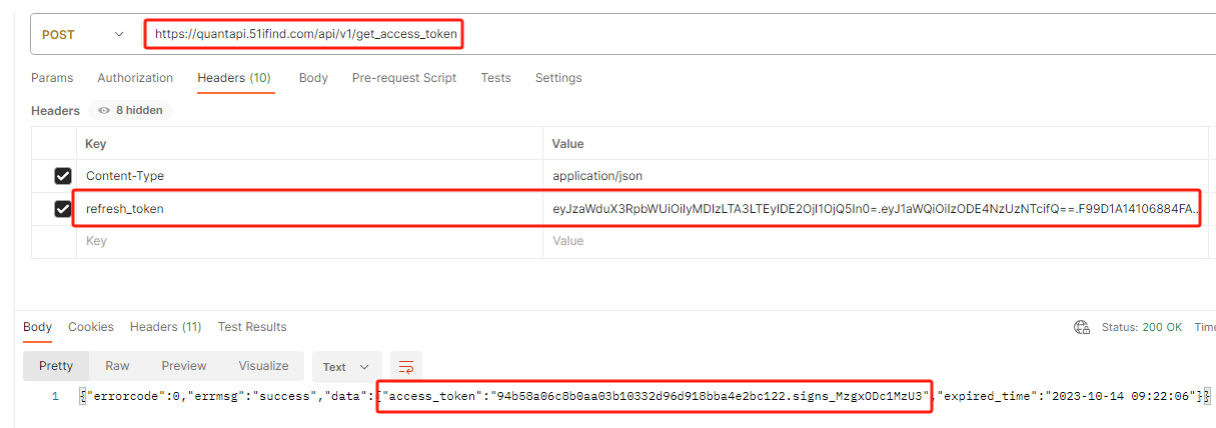 POST https://quantapi.51ifind.com/api/v1/get_access_token
Params Authorization Headers (10) Body Pre-request Script Tests Settings
Headers 8 hidden
Key Value
Content-Type application/json
refresh_token eyJzaWduX3RpbWUiOiIyMDIzLTA3LTEyIDE2OjI1OjQ5In0=.eyJ1aWQiOiIzODE4NzUzNTcifQ==.F99D1A14106884FA...
Key Value
Body Cookies Headers (11) Test Results Status: 200 OK Time
Pretty Raw Preview Visualize Text
1 {"errorcode":0,"errmsg":"success","data":{"access_token":"94b58a06c8b0aa03b10332d96d918bba4e2bc122.signs_MzgxODc1MzU3","expired_time":"2023-10-14 09:22:06"}}